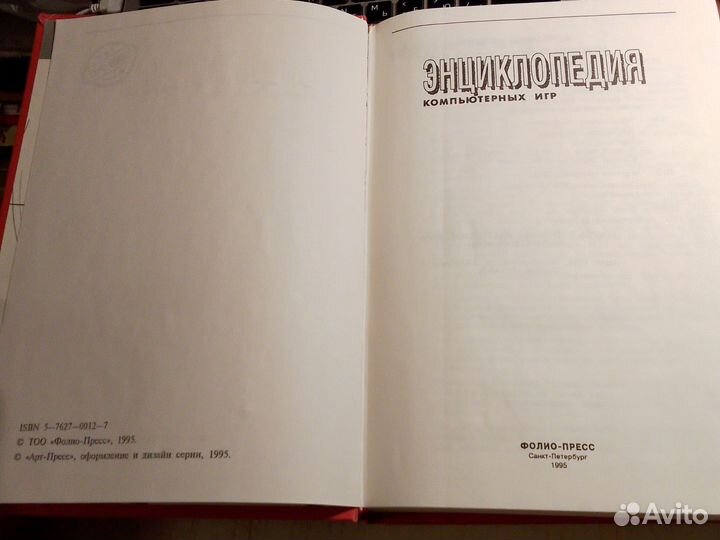 ISBN 5—7627—0012—7
© ТОО «Фолио-Пресс», 1995.
© «Арт-Пресс», оформление и дизайн серии, 1995.
ЭНЦИКЛОПЕДИЯ
КОМПЬЮТЕРНЫХ ИГР
ФОЛИО-ПРЕСС
Санкт-Петербург
1995
Avito